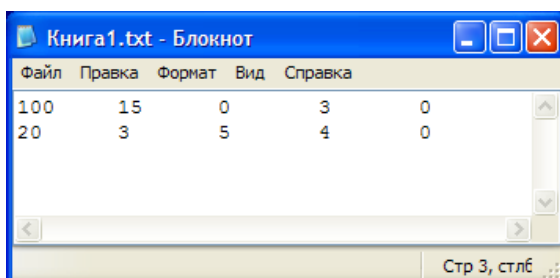 Книга1.txt - Блокнот
Файл Правка Формат Вид Справка
100 15 0 3 0
20 3 5 4 0
Стр 3, стлб